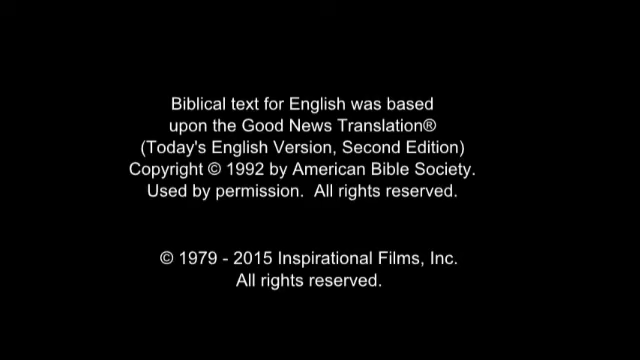 Biblical text for English was based
upon the Good News Translation®
(Today's English Version, Second Edition)
Copyright © 1992 by American Bible Society.
Used by permission.  All rights reserved.
© 1979 - 2015 Inspirational Films, Inc.
All rights reserved.